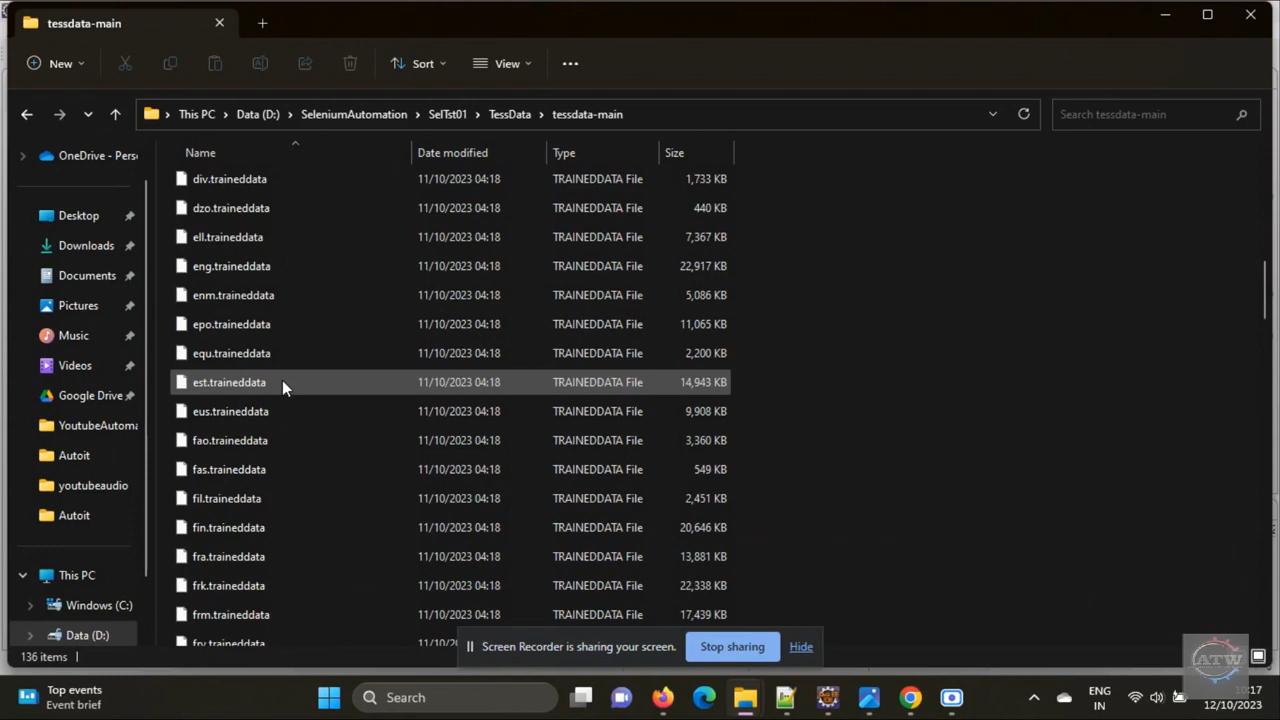 tessdata-main
New
Sort
View
This PC > Data (D:) > SeleniumAutomation > SelTst01 > TessData > tessdata-main
Search tessdata-main
Name Date modified Type Size
OneDrive - Pers
Desktop
Downloads
Documents
Pictures
Music
Videos
Google Drive
YoutubeAutoma
Autoit
youtubeaudio
Autoit
This PC
Windows (C:)
Data (D:)
div.traineddata 11/10/2023 04:18 TRAINEDDATA File 1,733 KB
dzo.traineddata 11/10/2023 04:18 TRAINEDDATA File 440 KB
ell.traineddata 11/10/2023 04:18 TRAINEDDATA File 7,367 KB
eng.traineddata 11/10/2023 04:18 TRAINEDDATA File 22,917 KB
enm.traineddata 11/10/2023 04:18 TRAINEDDATA File 5,086 KB
epo.traineddata 11/10/2023 04:18 TRAINEDDATA File 11,065 KB
equ.traineddata 11/10/2023 04:18 TRAINEDDATA File 2,200 KB
est.traineddata 11/10/2023 04:18 TRAINEDDATA File 14,943 KB
eus.traineddata 11/10/2023 04:18 TRAINEDDATA File 9,908 KB
fao.traineddata 11/10/2023 04:18 TRAINEDDATA File 3,360 KB
fas.traineddata 11/10/2023 04:18 TRAINEDDATA File 549 KB
fil.traineddata 11/10/2023 04:18 TRAINEDDATA File 2,451 KB
fin.traineddata 11/10/2023 04:18 TRAINEDDATA File 20,646 KB
fra.traineddata 11/10/2023 04:18 TRAINEDDATA File 13,881 KB
frk.traineddata 11/10/2023 04:18 TRAINEDDATA File 22,338 KB
frm.traineddata 11/10/2023 04:18 TRAINEDDATA File 17,439 KB
Screen Recorder is sharing your screen. Stop sharing Hide
136 items
ATW
Top events
Event brief
Search
ENG
IN
10:17
12/10/2023